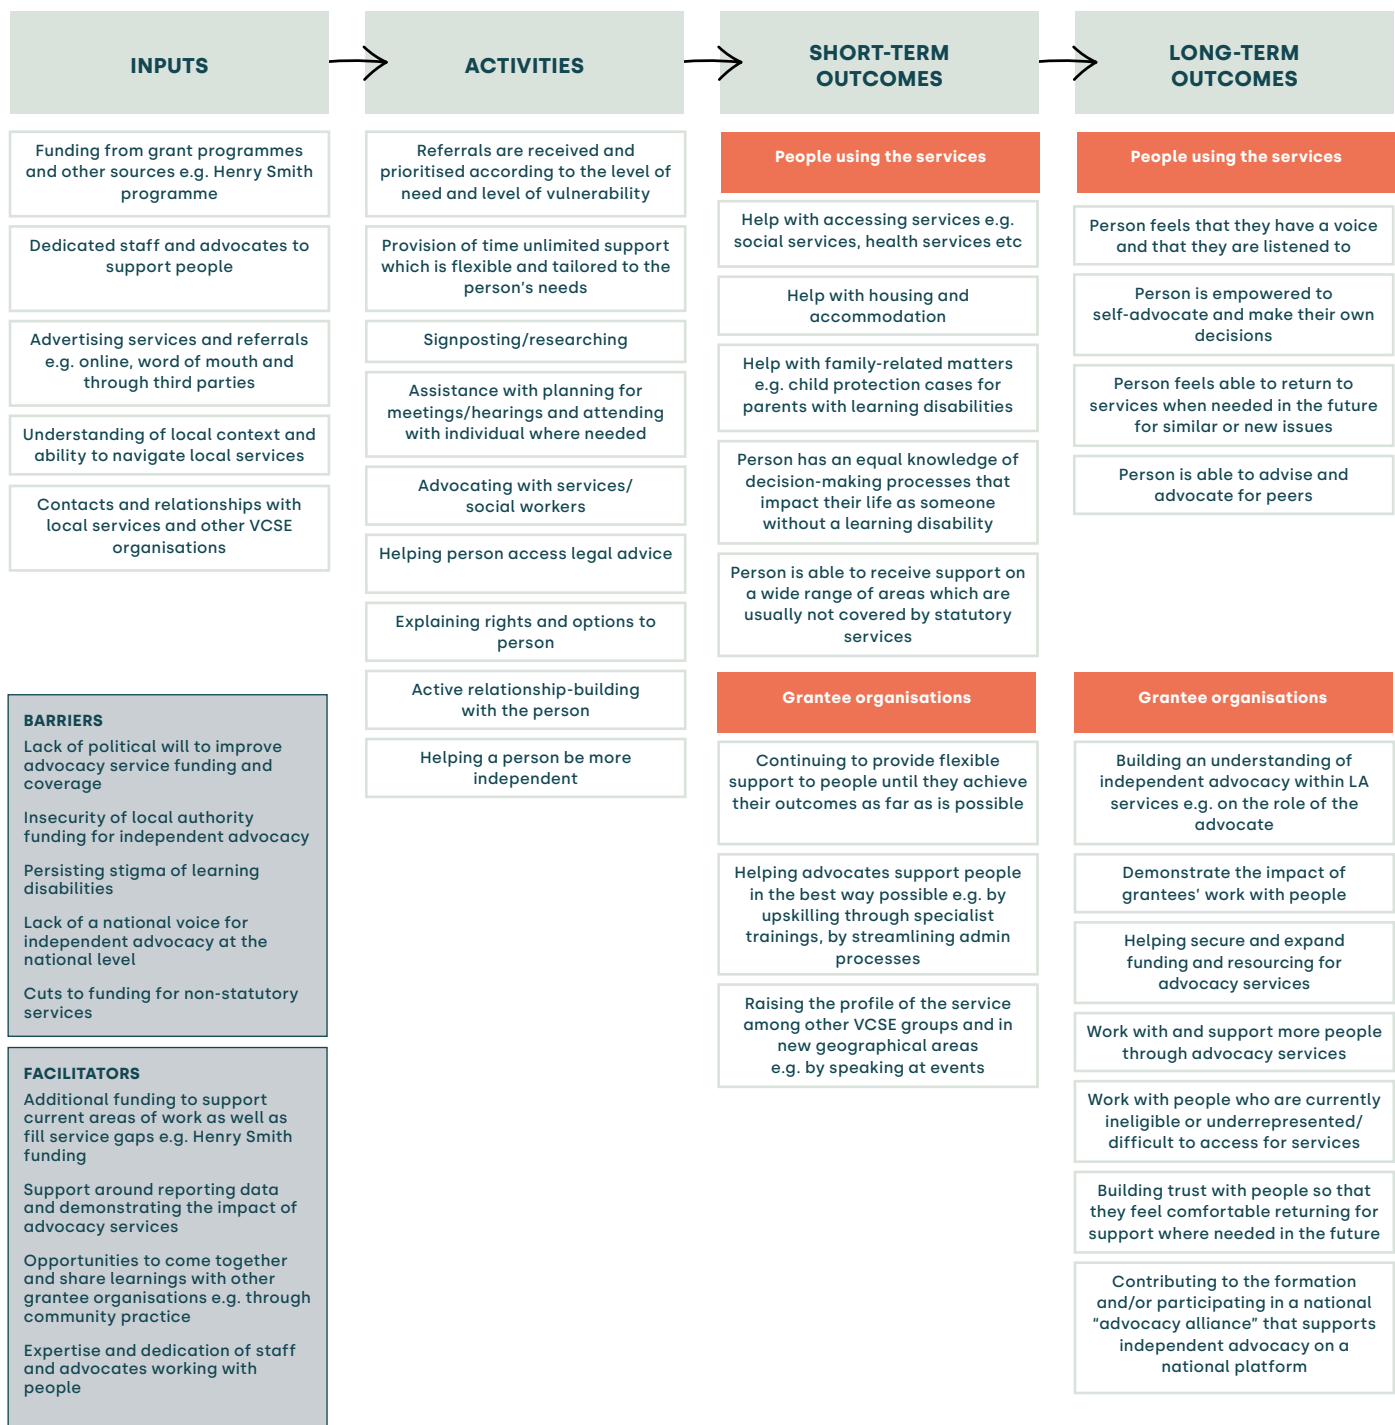 INPUTS
Funding from grant programmes
and other sources e.g. Henry Smith
programme
Dedicated staff and advocates to
support people
Advertising services and referrals
e.g. online, word of mouth and
through third parties
Understanding of local context and
ability to navigate local services
Contacts and relationships with
local services and other VCSE
organisations
BARRIERS
Lack of political will to improve
advocacy service funding and
coverage
Insecurity of local authority
funding for independent advocacy
Persisting stigma of learning
disabilities
Lack of a national voice for
independent advocacy at the
national level
Cuts to funding for non-statutory
services
FACILITATORS
Additional funding to support
current areas of work as well as
fill service gaps e.g. Henry Smith
funding
Support around reporting data
and demonstrating the impact of
advocacy services
Opportunities to come together
and share learnings with other
grantee organisations e.g. through
community practice
Expertise and dedication of staff
and advocates working with
people
ACTIVITIES
Referrals are received and
prioritised according to the level of
need and level of vulnerability
Provision of time unlimited support
which is flexible and tailored to the
person's needs
Signposting/researching
Assistance with planning for
meetings/hearings and attending
with individual where needed
Advocating with services/
social workers
Helping person access legal advice
Explaining rights and options to
person
Active relationship-building
with the person
Helping a person be more
independent
SHORT-TERM
OUTCOMES
People using the services
Help with accessing services e.g.
social services, health services etc
Help with housing and
accommodation
Help with family-related matters
e.g. child protection cases for
parents with learning disabilities
Person has an equal knowledge of
decision-making processes that
impact their life as someone
without a learning disability
Person is able to receive support on
a wide range of areas which are
usually not covered by statutory
services
Grantee organisations
Continuing to provide flexible
support to people until they achieve
their outcomes as far as is possible
Helping advocates support people
in the best way possible e.g. by
upskilling through specialist
trainings, by streamlining admin
processes
Raising the profile of the service
among other VCSE groups and in
new geographical areas
e.g. by speaking at events
LONG-TERM
OUTCOMES
People using the services
Person feels that they have a voice
and that they are listened to
Person is empowered to
self-advocate and make their own
decisions
Person feels able to return to
services when needed in the future
for similar or new issues
Person is able to advise and
advocate for peers
Grantee organisations
Building an understanding of
independent advocacy within LA
services e.g. on the role of the
advocate
Demonstrate the impact of
grantees' work with people
Helping secure and expand
funding and resourcing for
advocacy services
Work with and support more people
through advocacy services
Work with people who are currently
ineligible or underrepresented/
difficult to access for services
Building trust with people so that
they feel comfortable returning for
support where needed in the future
Contributing to the formation
and/or participating in a national
"advocacy alliance" that supports
independent advocacy on a
national platform